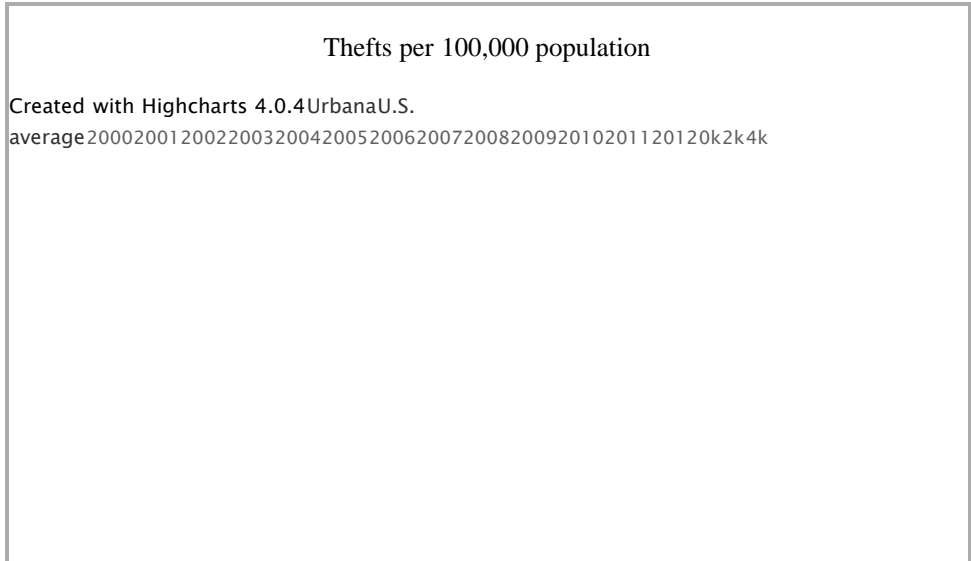 Thefts per 100,000 population
Created with Highcharts 4.0.4UrbanaU.S.
average20002001200220032004200520062007200820092010201120120k2k4k